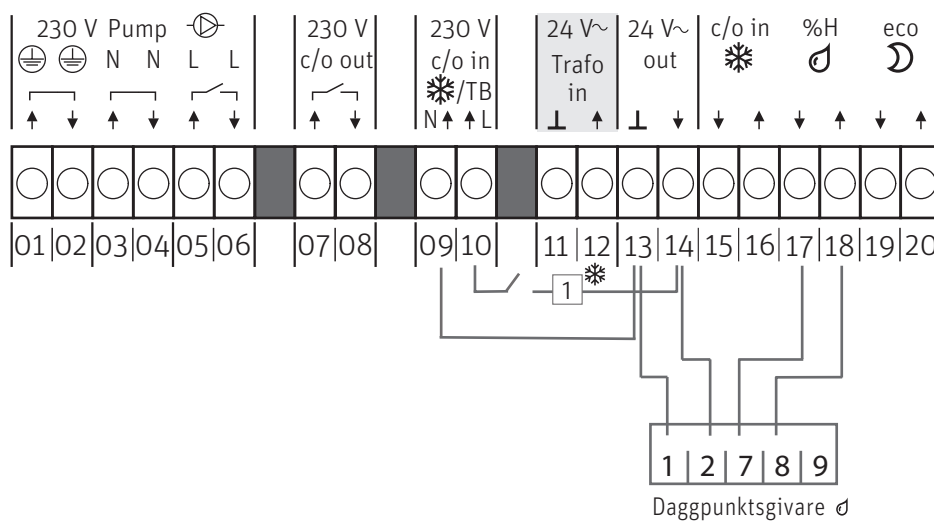 230 V Pump 230 V 230 V 24 V~ 24 V~ c/o in %H eco
N N L L c/o out c/o in Trafo out
/TB in
N L
01 02 03 04 05 06 07 08 09 10 11 12 13 14 15 16 17 18 19 20
1
1 2 7 8 9
Daggpunktsgivare